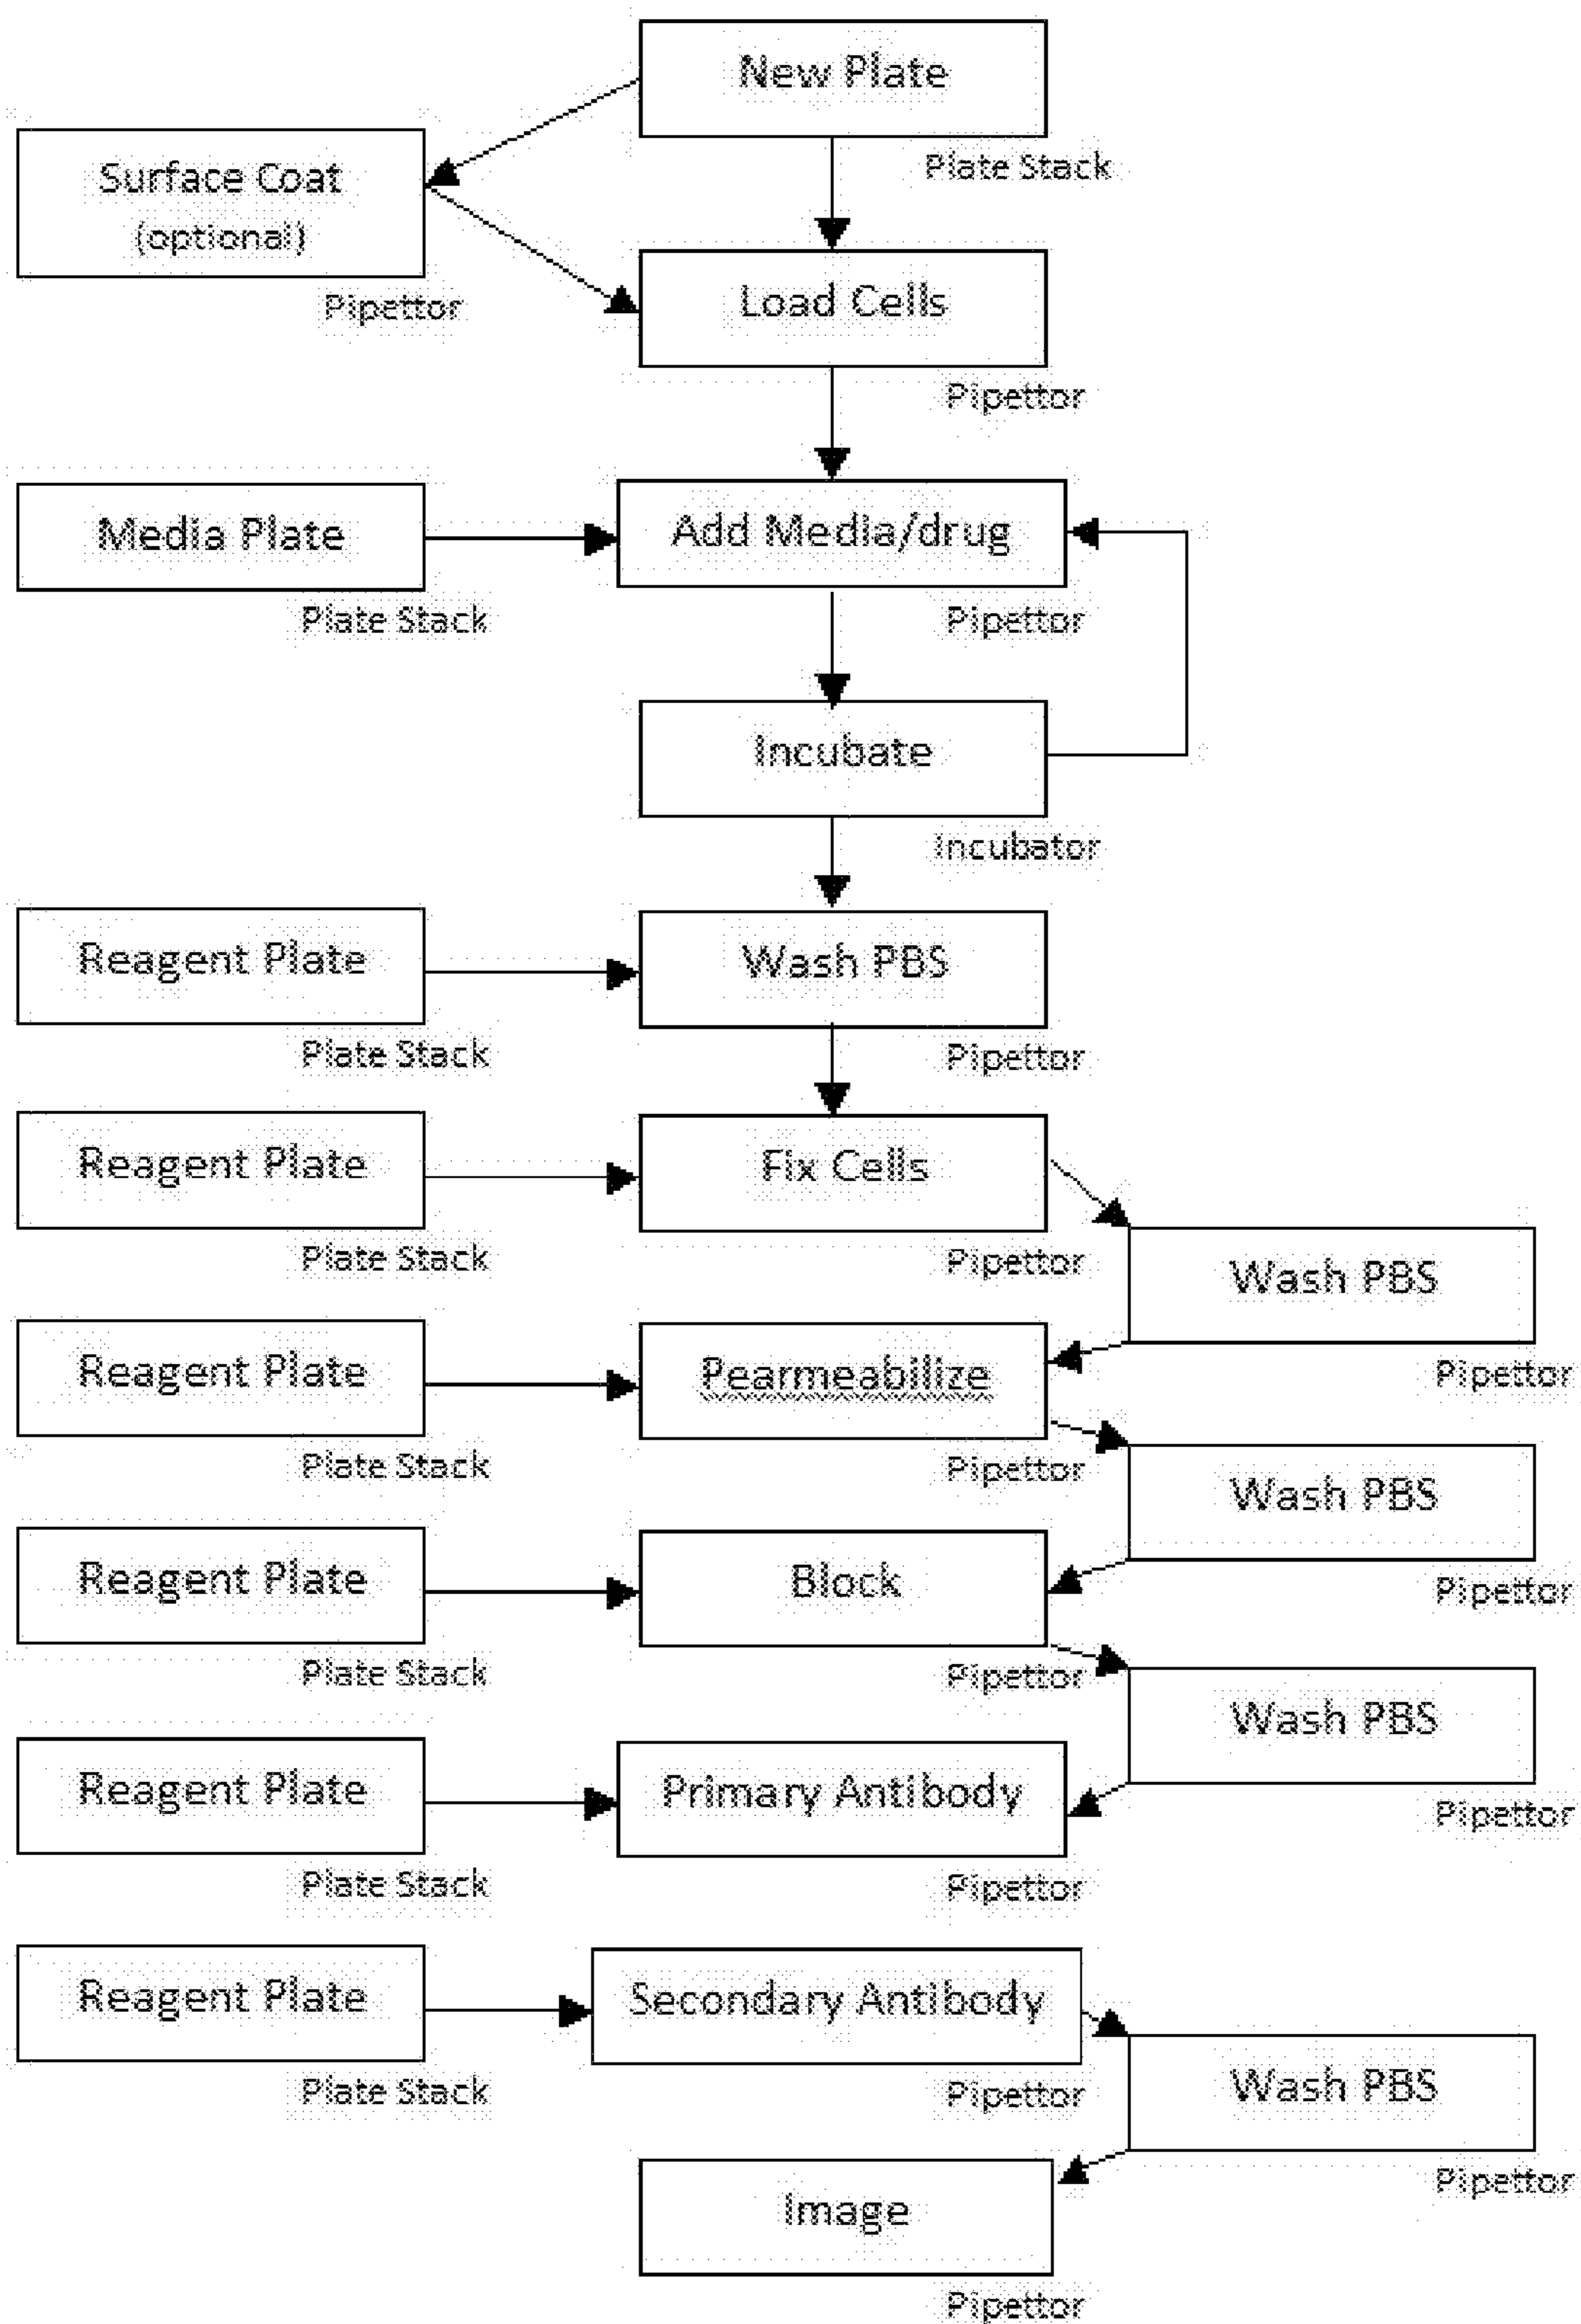 New Plate
Plate Stack
Surface Coat
(optional)
Pipettor
Load Cells
Pipettor
Media Plate
Plate Stack
Add Media/drug
Pipettor
Incubate
Incubator
Reagent Plate
Plate Stack
Wash PBS
Pipettor
Reagent Plate
Plate Stack
Fix Cells
Pipettor
Wash PBS
Pipettor
Reagent Plate
Plate Stack
Pearmeabilize
Pipettor
Wash PBS
Pipettor
Reagent Plate
Plate Stack
Block
Pipettor
Wash PBS
Pipettor
Reagent Plate
Plate Stack
Primary Antibody
Pipettor
Reagent Plate
Plate Stack
Secondary Antibody
Pipettor
Wash PBS
Pipettor
Image
Pipettor